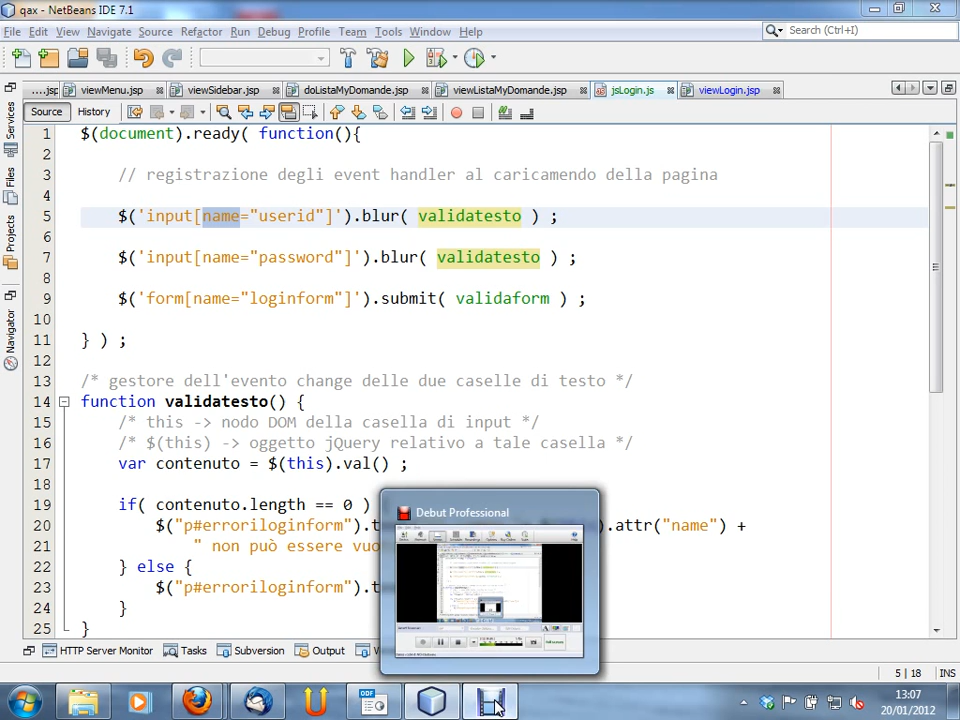 qax - NetBeans IDE 7.1
File Edit View Navigate Source Refactor Run Debug Profile Team Tools Window Help
Search (Ctrl+I)
....jsp viewMenu.jsp viewSidebar.jsp doListaMyDomande.jsp viewListaMyDomande.jsp jsLogin.js viewLogin.jsp
Source History
Services
Files
Projects
Navigator
1 $(document).ready( function(){
2
3 // registrazione degli event handler al caricamendo della pagina
4
5 $('input[name="userid"]').blur( validatesto ) ;
6
7 $('input[name="password"]').blur( validatesto ) ;
8
9 $('form[name="loginform"]').submit( validaform ) ;
10
11 } ) ;
12
13 /* gestore dell'evento change delle due caselle di testo */
14 function validatesto() {
15 /* this -> nodo DOM della casella di input */
16 /* $(this) -> oggetto jQuery relativo a tale casella */
17 var contenuto = $(this).val() ;
18
19 if( contenuto.length == 0 )
20 $("p#erroriloginform").t ).attr("name") +
21 " non può essere vuo
22 } else {
23 $("p#erroriloginform").t
24 }
25 }
Debut Professional
HTTP Server Monitor Tasks Subversion Output
5 | 18 INS
ODF
13:07
20/01/2012